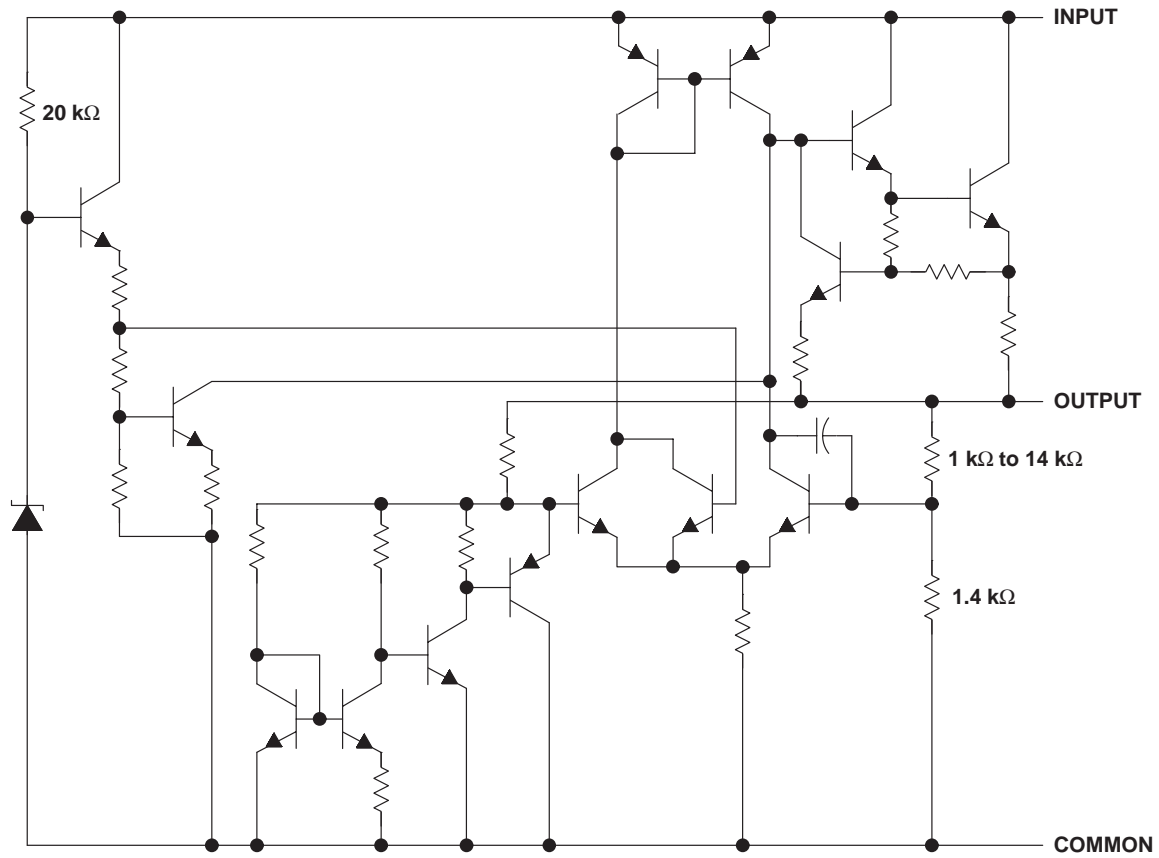 INPUT
20 kΩ
OUTPUT
1 kΩ to 14 kΩ
1.4 kΩ
COMMON